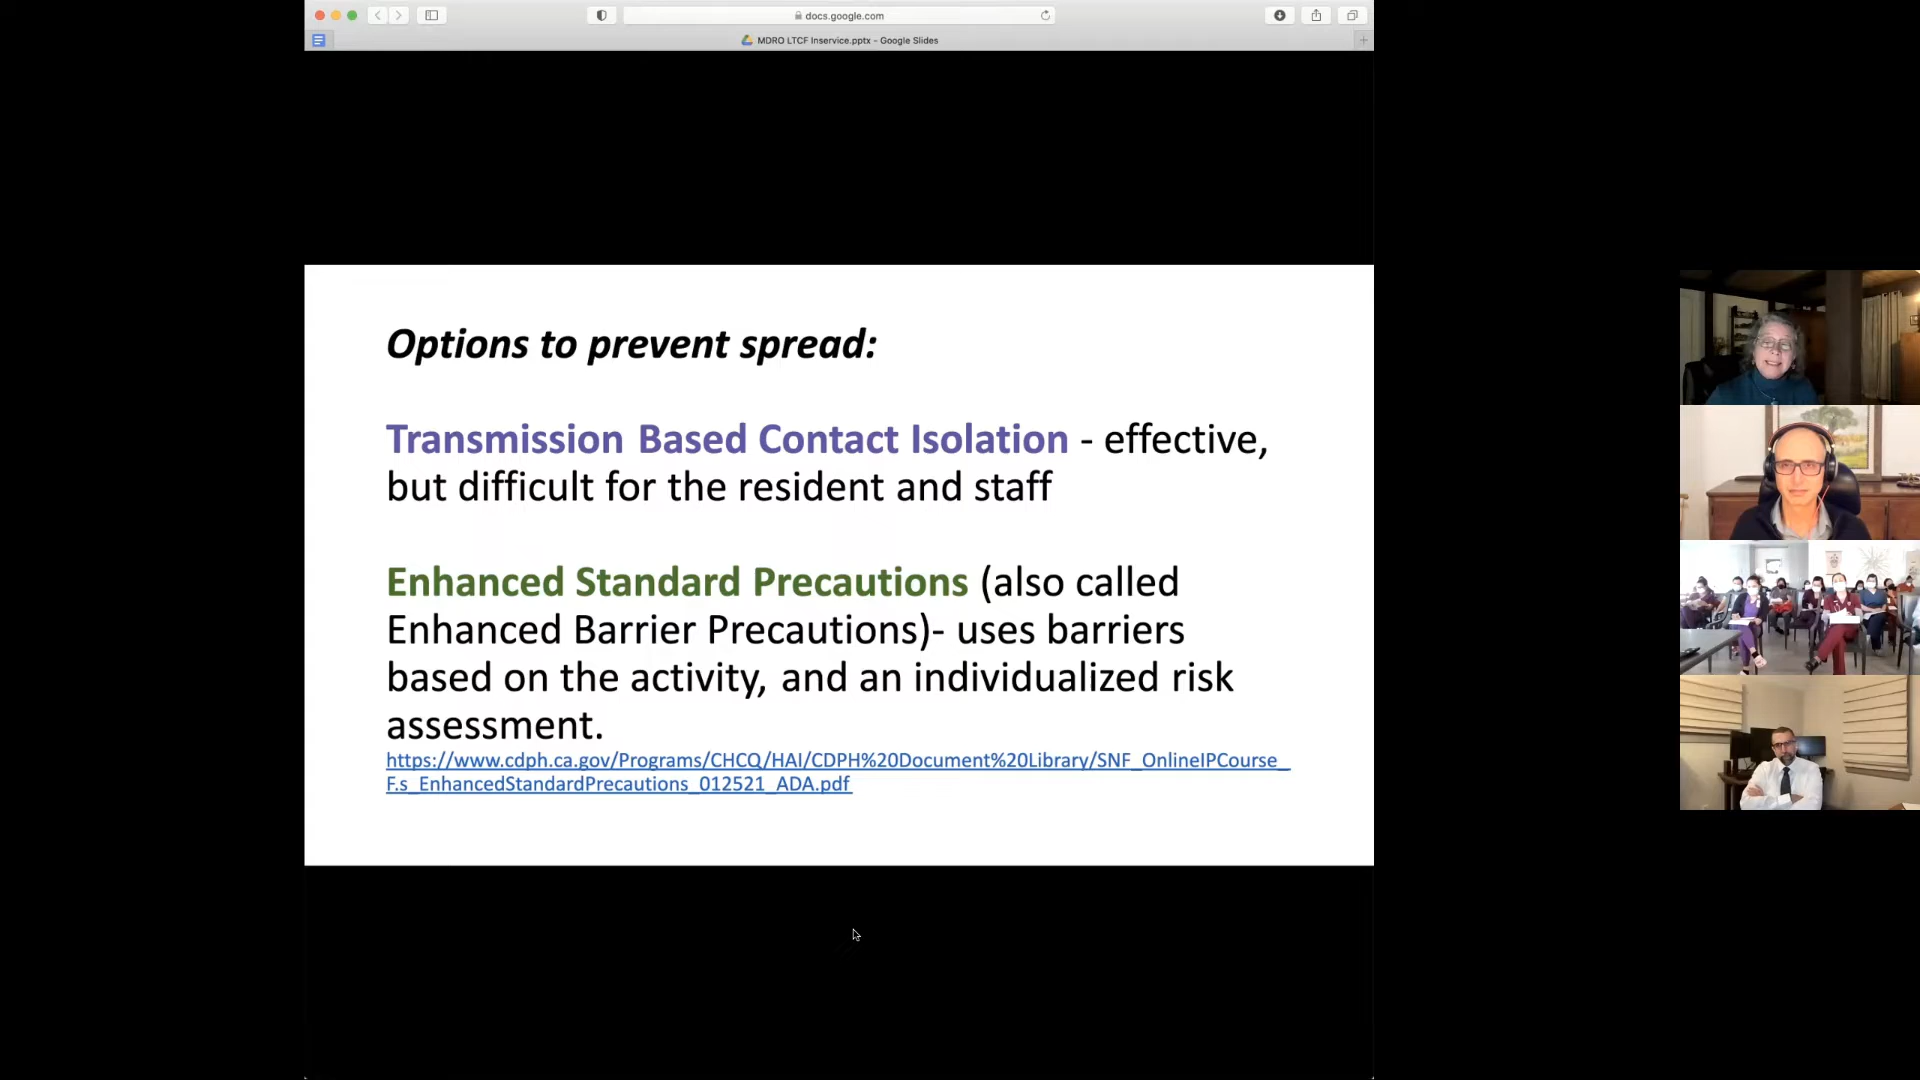 docs.google.com
MDRO LTCF Inservice.pptx - Google Slides
Options to prevent spread:
Transmission Based Contact Isolation - effective,
but difficult for the resident and staff
Enhanced Standard Precautions (also called
Enhanced Barrier Precautions)- uses barriers
based on the activity, and an individualized risk
assessment.
https://www.cdph.ca.gov/Programs/CHCQ/HAI/CDPH%20Document%20Library/SNF_OnlineIPCourse_
F.s_EnhancedStandardPrecautions_012521_ADA.pdf